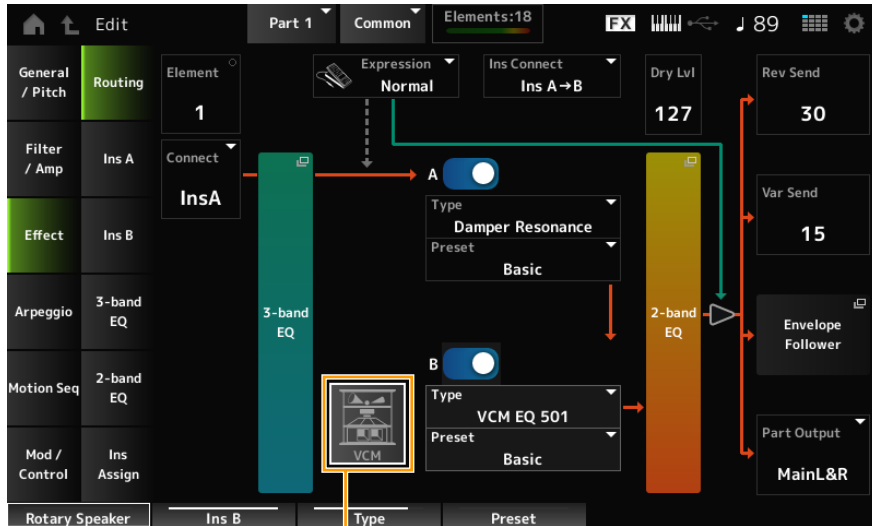 Edit
Part 1
Common
Elements:18
FX
♩ 89
General
/ Pitch
Routing
Element
1
Expression
Normal
Ins Connect
Ins A→B
Dry Lvl
127
Rev Send
30
Filter
/ Amp
Ins A
Connect
InsA
A
Type
Damper Resonance
Preset
Basic
Var Send
15
Effect
Ins B
Arpeggio
3-band
EQ
3-band
EQ
2-band
EQ
Envelope
Follower
Motion Seq
2-band
EQ
B
Type
VCM EQ 501
Preset
Basic
VCM
Mod /
Control
Ins
Assign
Part Output
MainL&R
Rotary Speaker
Ins B
Type
Preset